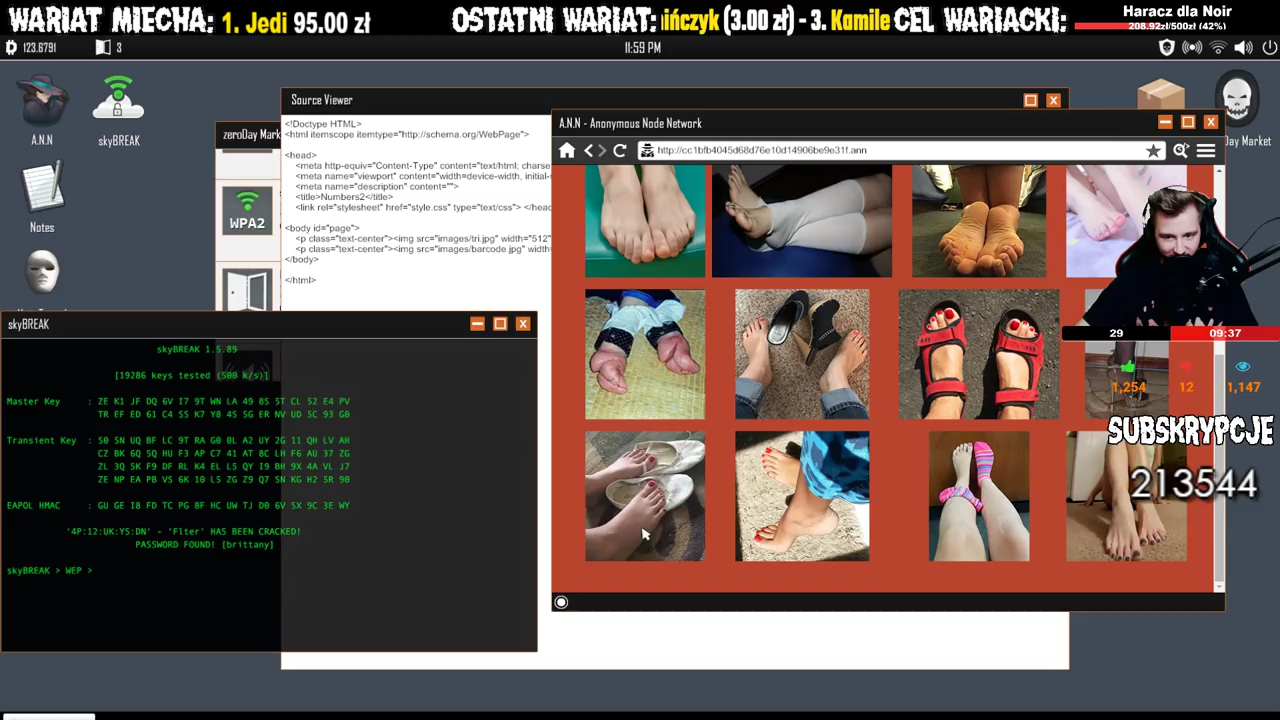 WARIAT MIECHA: 1. Jedi 95.00 zł
OSTATNI WARIAT: pińczyk (3.00 zł) - 3. Kamile
CEL WARIACKI:
Haracz dla Noir
208.92zł/500zł (42%)
123.6791
3
11:59 PM
A.N.N
skyBREAK
Notes
Day Market
zeroDay Mark
WPA2
Source Viewer
<!Doctype HTML>
<html itemscope itemtype="http://schema.org/WebPage">
<head>
<meta http-equiv="Content-Type" content="text/html; charse
<meta name="viewport" content="width=device-width, initial-s
<meta name="description" content="">
<title>Numbers2</title>
<link rel="stylesheet" href="style.css" type="text/css"> </hea
<body id="page">
<p class="text-center"><img src="images/tri.jpg" width="512"
<p class="text-center"><img src="images/barcode.jpg" width=
</body>
</html>
A.N.N - Anonymous Node Network
http://cc1bfb4045d68d76e10d14906be9e31f.ann
skyBREAK
skyBREAK 1.5.89
[19286 keys tested (500 k/s)]
Master Key : ZE K1 JF DQ 6V I7 9T WN LA 49 8S 5T CL 52 E4 PV
TR EF ED 61 C4 SS K7 Y8 45 5G ER NV UD 5C 93 G0
Transient Key : 50 5N UQ BF LC 9T RA G0 0L A2 UY 2G 11 QH LV AH
CZ BK 6Q 5Q HU F3 AP C7 41 AT 8C LH F6 AU 37 ZG
ZL 3Q 5K F9 DF RL K4 EL L5 QY I9 BH 9X 4A VL J7
ZE NP EA PB VS 6K 10 L5 ZG Z9 Q7 SN KG H2 5R 90
EAPOL HMAC : GU GE I8 FD TC PG 8F HC UW TJ D0 6V SX 9C 3E WY
'4P:12:UK:Y5:DN' - 'Flter' HAS BEEN CRACKED!
PASSWORD FOUND! [brittany]
skyBREAK > WEP >
29
09:37
1,254
12
1,147
SUBSKRYPCJE
213544